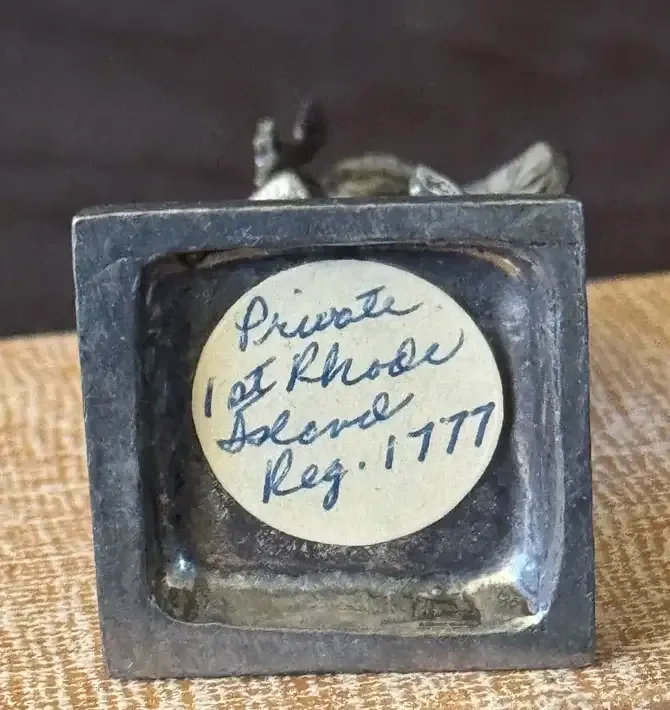 Private
1st Rhode
Island
Reg. 1777